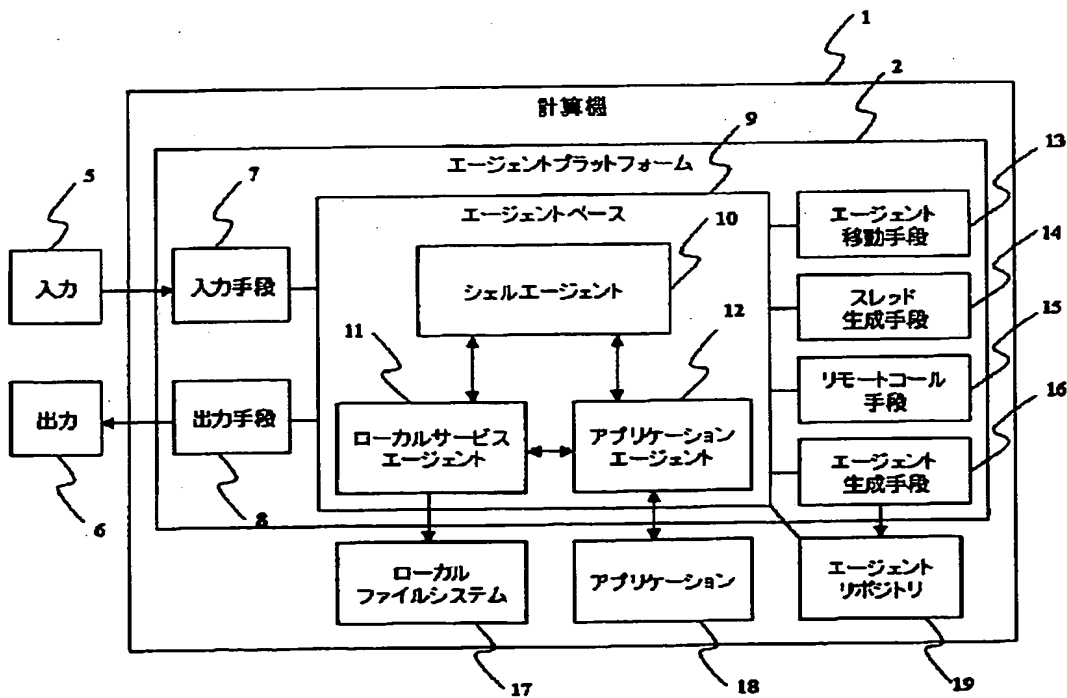 1
2
計算機
9
13
エージェントプラットフォーム
5
7
エージェントベース
10
エージェント
移動手段
14
入力
入力手段
シェルエージェント
スレッド
生成手段
15
11
12
リモートコール
手段
16
出力
出力手段
ローカルサービス
エージェント
アプリケーション
エージェント
エージェント
生成手段
6
8
ローカル
ファイルシステム
アプリケーション
エージェント
リポジトリ
17
18
19